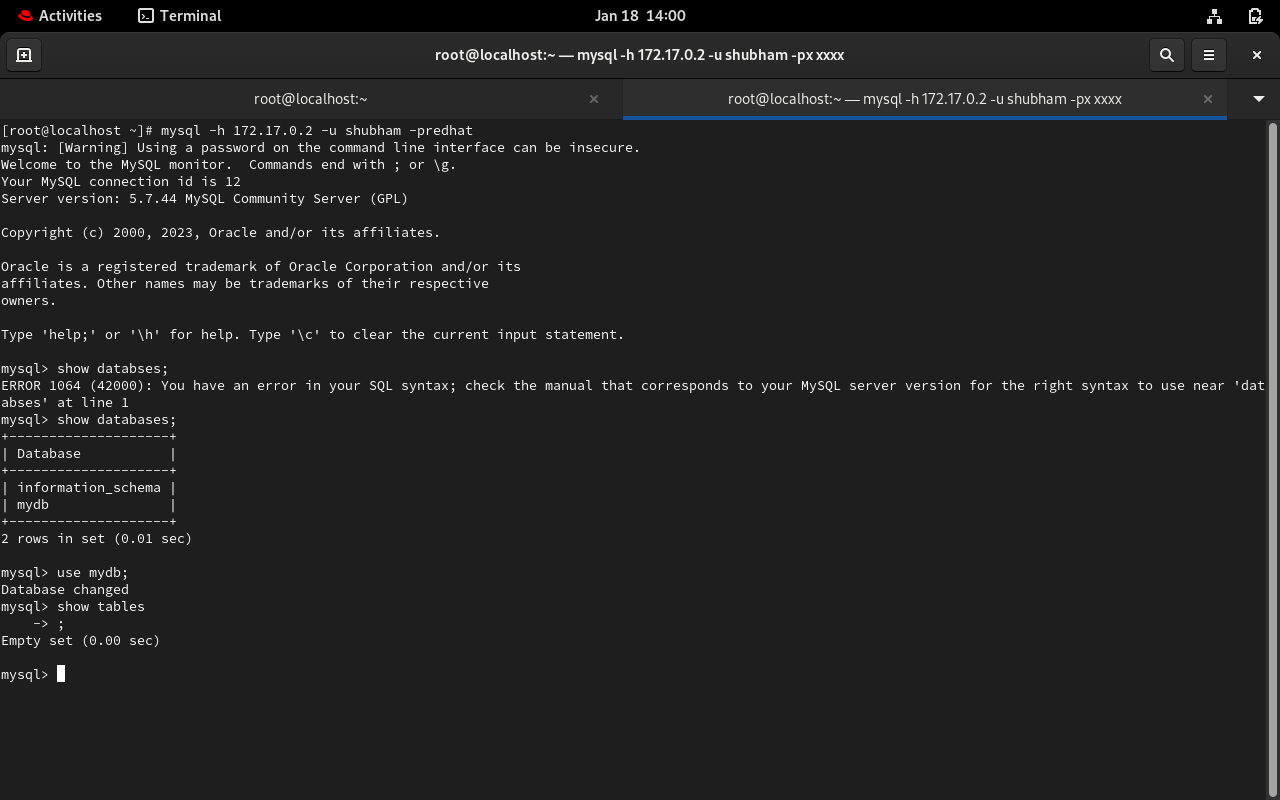 Activities Terminal Jan 18 14:00
root@localhost:~ — mysql -h 172.17.0.2 -u shubham -px xxxx
root@localhost:~ root@localhost:~ — mysql -h 172.17.0.2 -u shubham -px xxxx
[root@localhost ~]# mysql -h 172.17.0.2 -u shubham -predhat
mysql: [Warning] Using a password on the command line interface can be insecure.
Welcome to the MySQL monitor.  Commands end with ; or \g.
Your MySQL connection id is 12
Server version: 5.7.44 MySQL Community Server (GPL)

Copyright (c) 2000, 2023, Oracle and/or its affiliates.

Oracle is a registered trademark of Oracle Corporation and/or its
affiliates. Other names may be trademarks of their respective
owners.

Type 'help;' or '\h' for help. Type '\c' to clear the current input statement.

mysql> show databses;
ERROR 1064 (42000): You have an error in your SQL syntax; check the manual that corresponds to your MySQL server version for the right syntax to use near 'dat
abses' at line 1
mysql> show databases;
+--------------------+
| Database           |
+--------------------+
| information_schema |
| mydb               |
+--------------------+
2 rows in set (0.01 sec)

mysql> use mydb;
Database changed
mysql> show tables
    -> ;
Empty set (0.00 sec)

mysql>